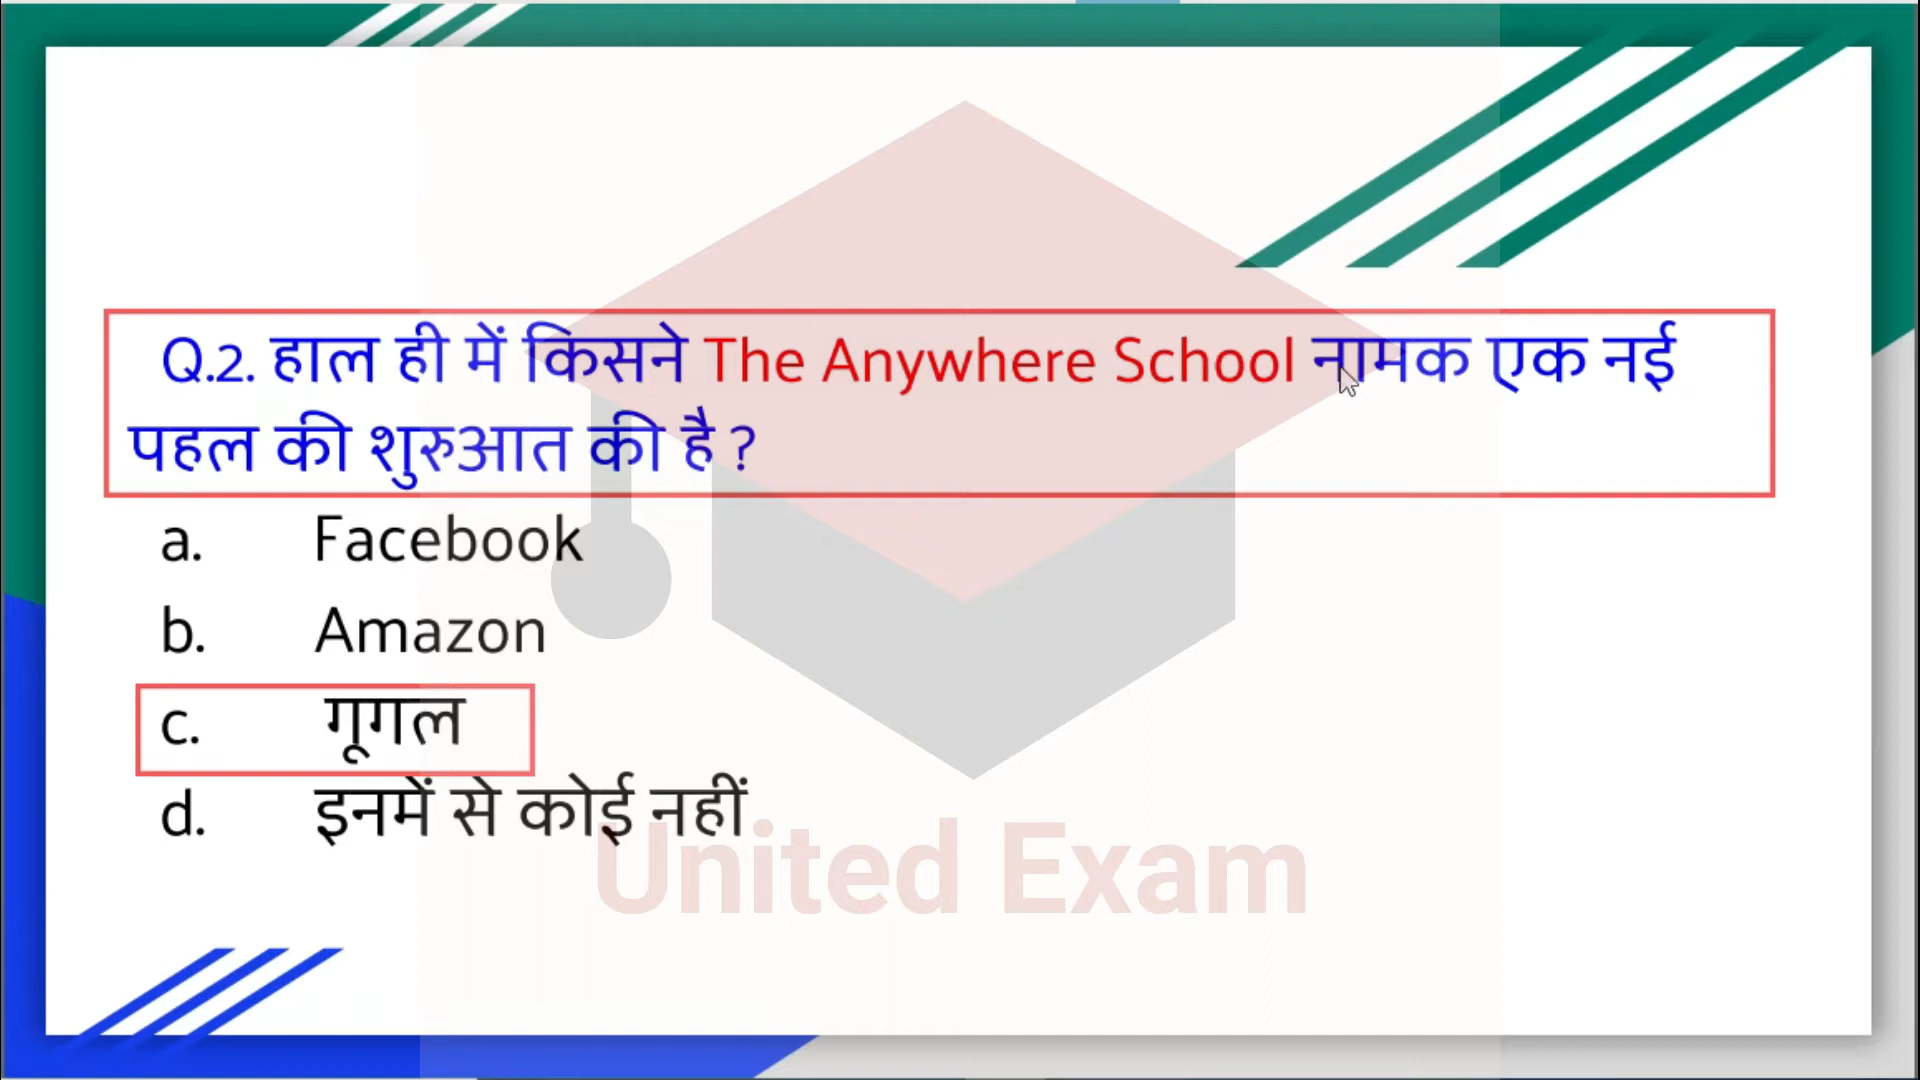 Q.2. हाल ही में किसने The Anywhere School नामक एक नई
पहल की शुरुआत की है ?
a. Facebook
b. Amazon
c. गूगल
d. इनमें से कोई नहीं
United Exam